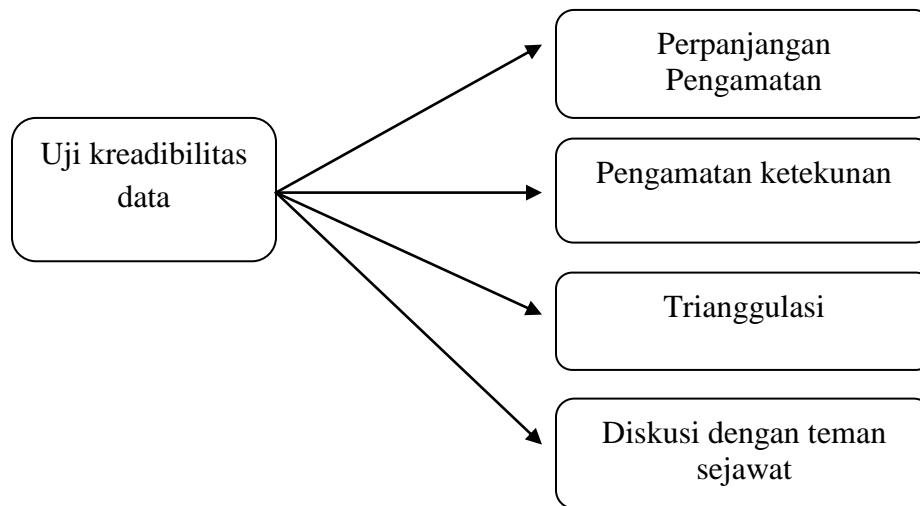 Uji kreadibilitas
data
Perpanjangan
Pengamatan
Pengamatan ketekunan
Trianggulasi
Diskusi dengan teman
sejawat